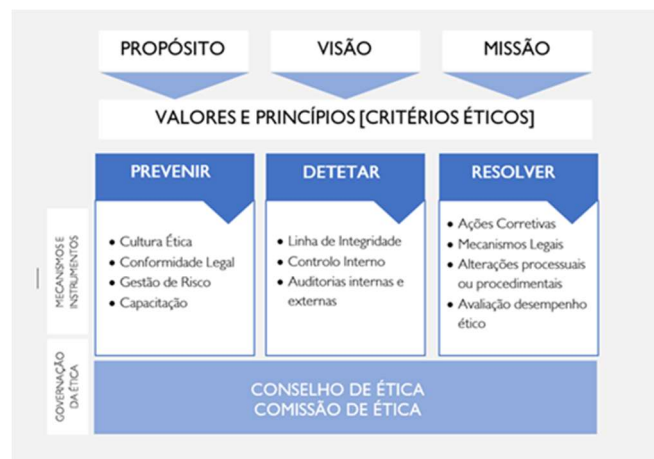 PROPÓSITO
VISÃO
MISSÃO
VALORES E PRINCÍPIOS [CRITÉRIOS ÉTICOS]
MECANISMOS E
INSTRUMENTOS
PREVENIR
• Cultura Ética
• Conformidade Legal
• Gestão de Risco
• Capacitação
DETETAR
• Linha de Integridade
• Controlo Interno
• Auditorias internas e
externas
RESOLVER
• Ações Corretivas
• Mecanismos Legais
• Alterações processuais
ou procedimentais
• Avaliação desempenho
ético
GOVERNAÇÃO
DA ÉTICA
CONSELHO DE ÉTICA
COMISSÃO DE ÉTICA